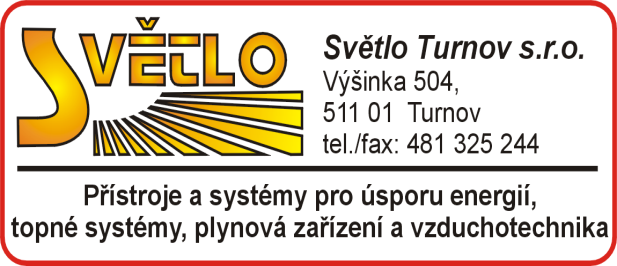 SVĚTLO
Světlo Turnov s.r.o.
Výšinka 504,
511 01  Turnov
tel./fax: 481 325 244
Přístroje a systémy pro úsporu energií,
topné systémy, plynová zařízení a vzduchotechnika